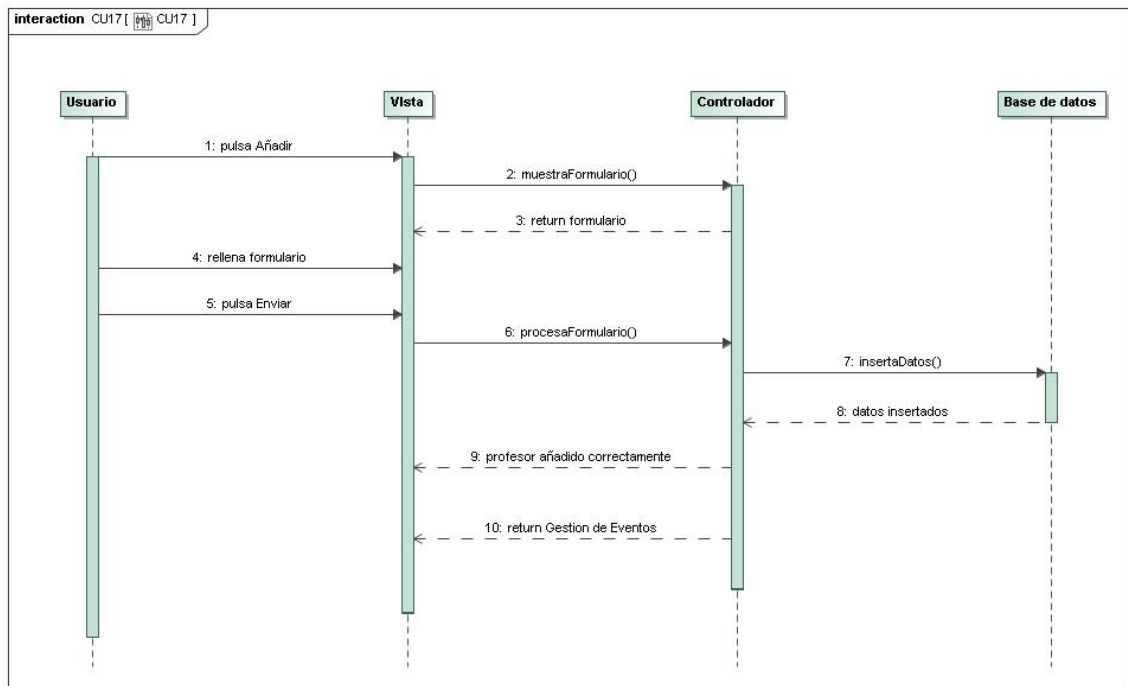 interaction CU17 [ CU17 ]
Usuario
VIsta
Controlador
Base de datos
1: pulsa Añadir
2: muestraFormulario()
3: return formulario
4: rellena formulario
5: pulsa Enviar
6: procesaFormulario()
7: insertaDatos()
8: datos insertados
9: profesor añadido correctamente
10: return Gestion de Eventos